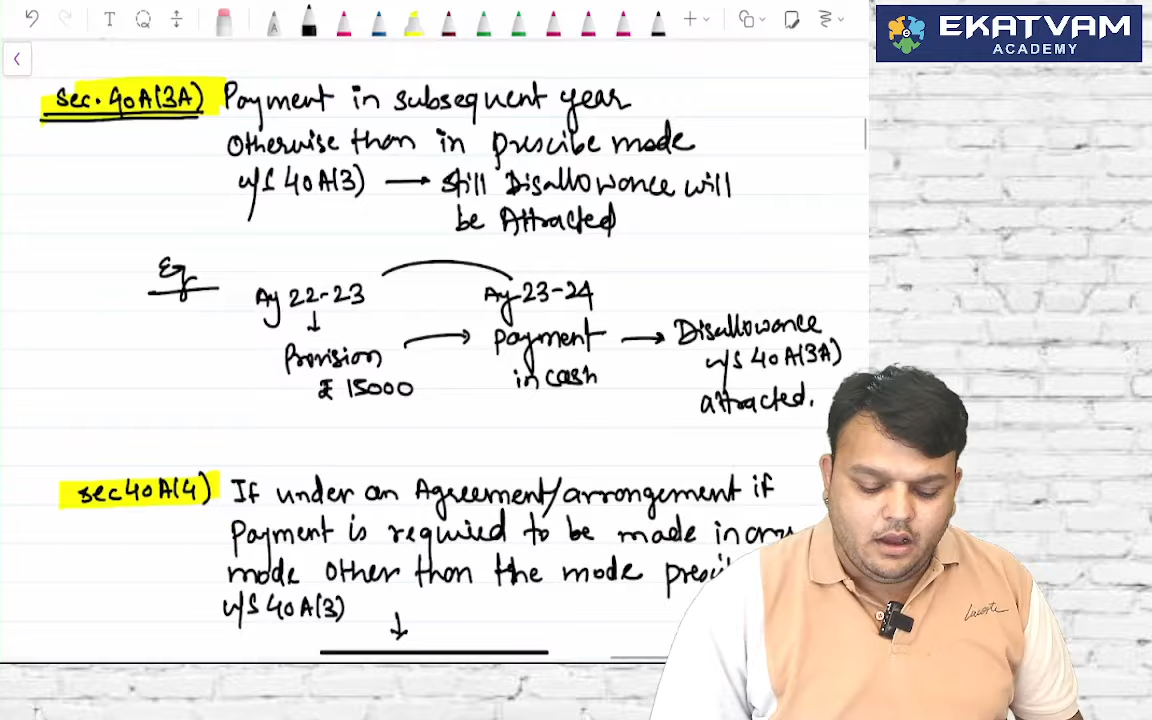 EKATVAM
ACADEMY
Sec. 40A(3A) Payment in subsequent year
Otherwise than in prescibe mode
u/s 40A(3) → Still Disallowance will
be Attracted
Eg
Ay 22-23 Ay 23-24
Provision Payment → Disallowance
₹ 15000 in cash u/s 40A(3A)
attracted.
Sec 40A(4) If under an Agreement/arrangement if
Payment is required to be made in any
mode other than the mode
u/s 40A(3)
Lacoste